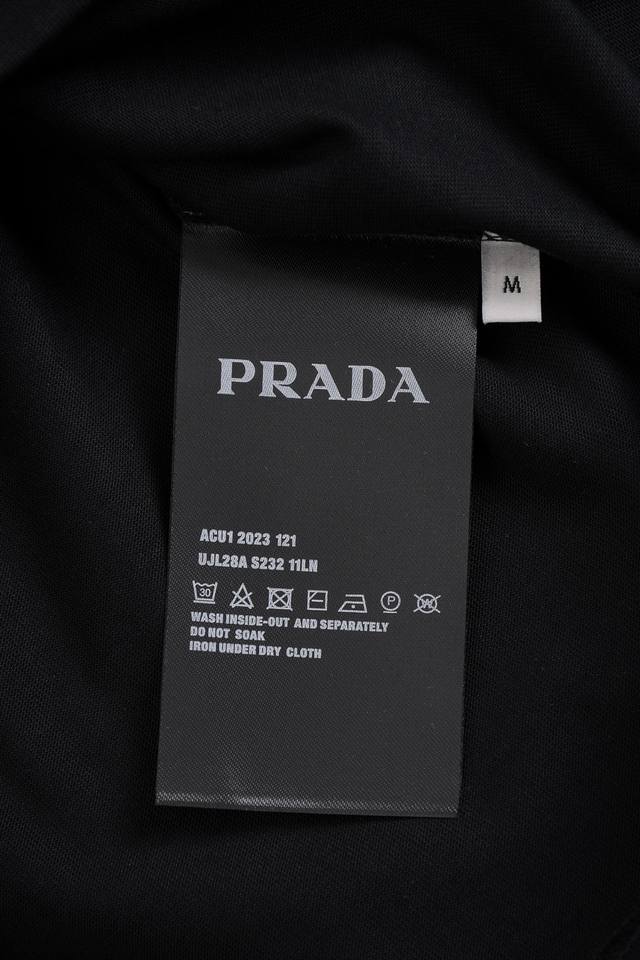 M
PRADA
ACU1 2023 121
UJL28A S232 11LN
30 P W
WASH INSIDE-OUT AND SEPARATELY
DO NOT SOAK
IRON UNDER DRY CLOTH